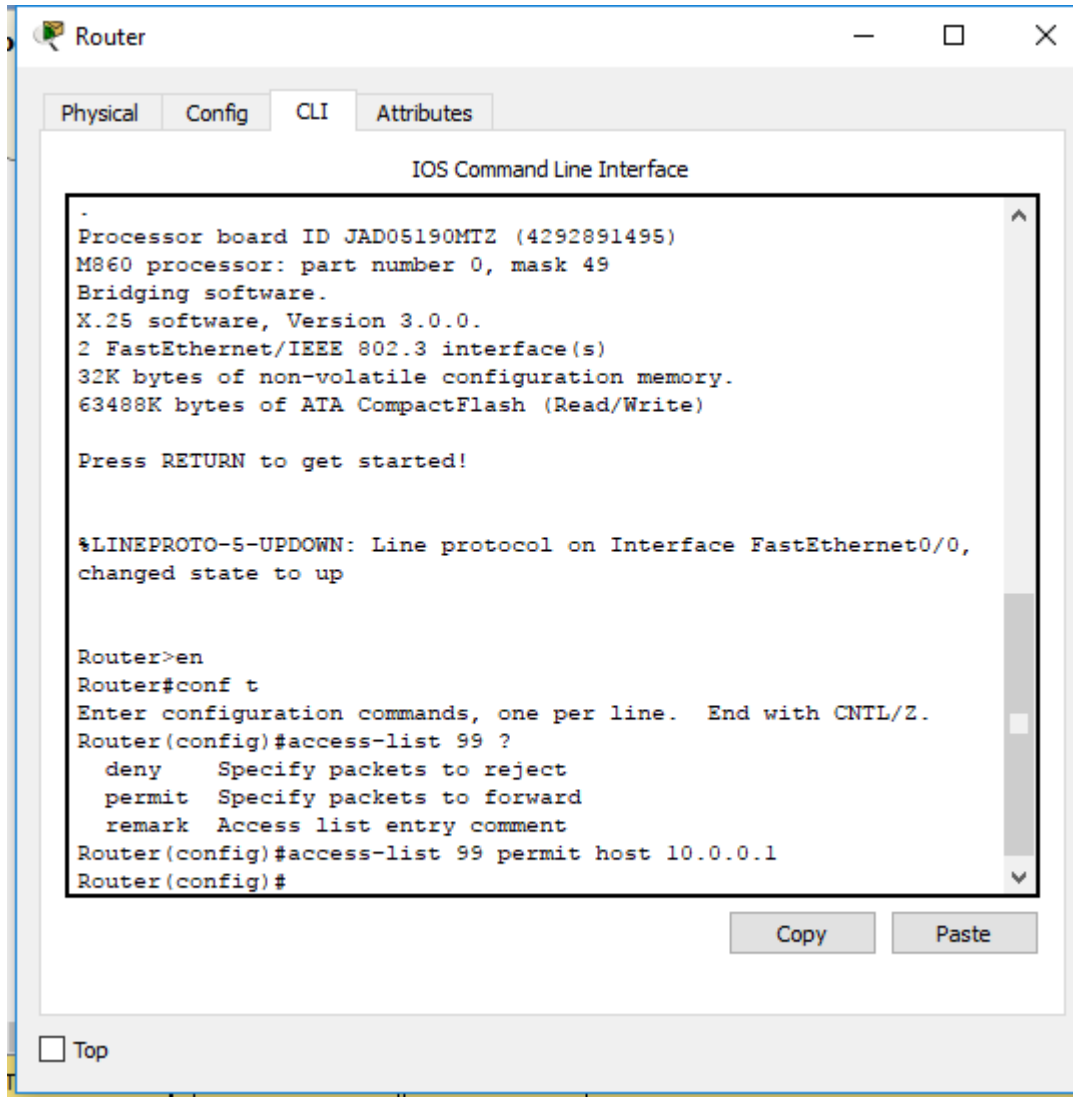 Router
Physical Config CLI Attributes
IOS Command Line Interface
.
Processor board ID JAD05190MTZ (4292891495)
M860 processor: part number 0, mask 49
Bridging software.
X.25 software, Version 3.0.0.
2 FastEthernet/IEEE 802.3 interface(s)
32K bytes of non-volatile configuration memory.
63488K bytes of ATA CompactFlash (Read/Write)
Press RETURN to get started!
%LINEPROTO-5-UPDOWN: Line protocol on Interface FastEthernet0/0,
changed state to up
Router>en
Router#conf t
Enter configuration commands, one per line.  End with CNTL/Z.
Router(config)#access-list 99 ?
  deny    Specify packets to reject
  permit  Specify packets to forward
  remark  Access list entry comment
Router(config)#access-list 99 permit host 10.0.0.1
Router(config)#
Copy Paste
Top